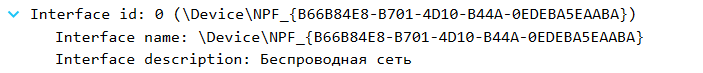 Interface id: 0 (\Device\NPF_{B66B84E8-B701-4D10-B44A-0EDEBA5EAABA})
Interface name: \Device\NPF_{B66B84E8-B701-4D10-B44A-0EDEBA5EAABA}
Interface description: Беспроводная сеть